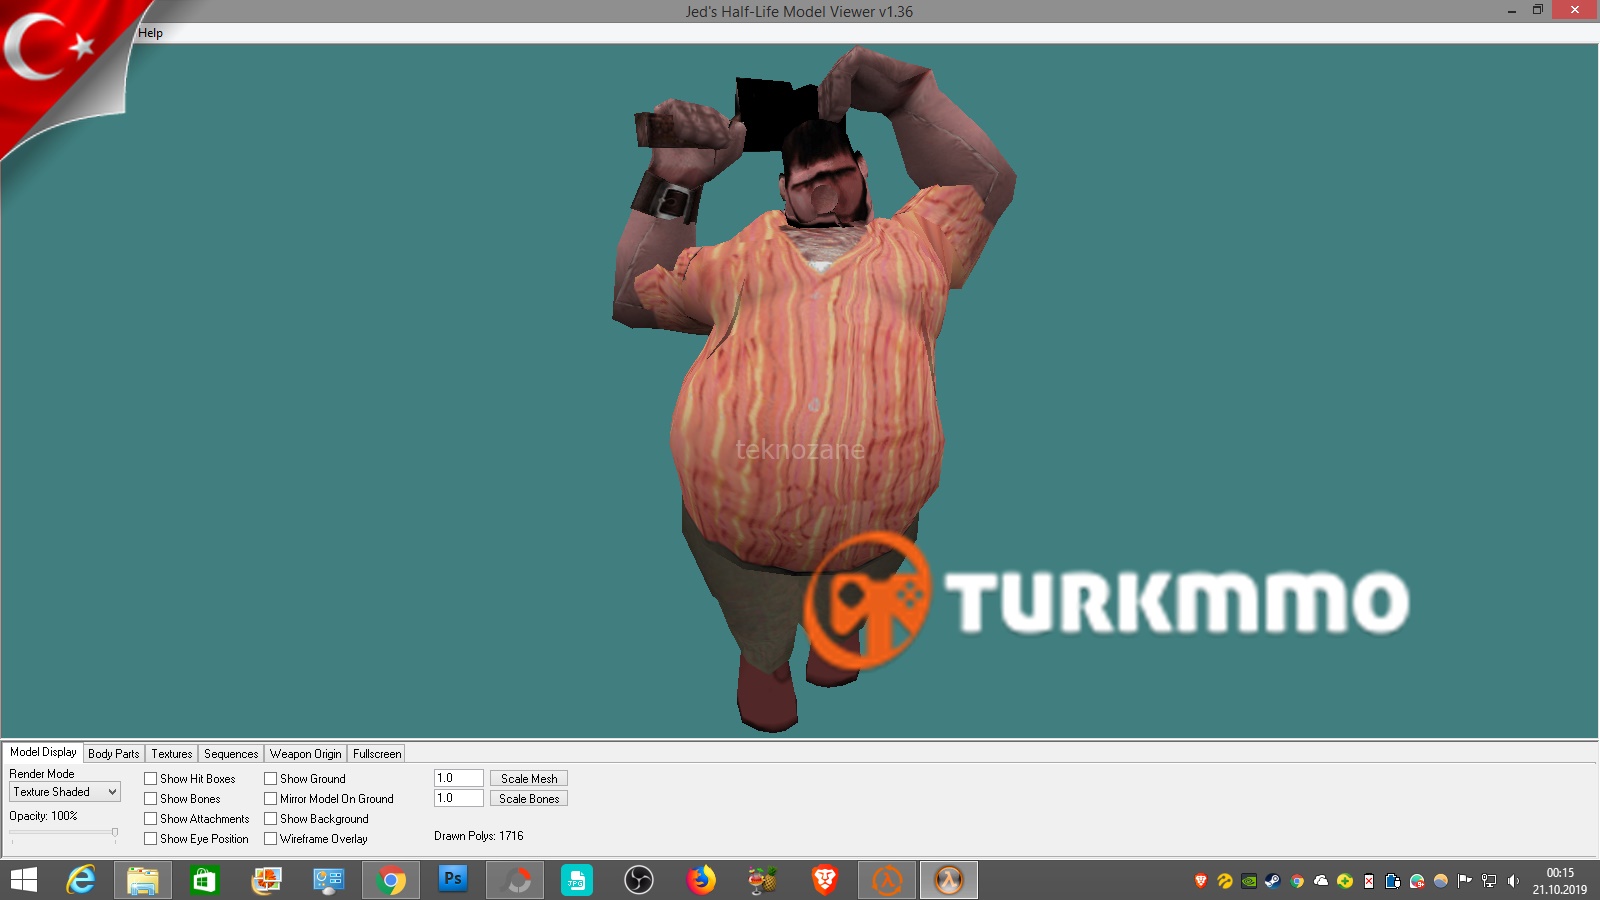 Jed's Half-Life Model Viewer v1.36
Help
teknozane
TURKMMO
Model Display
Body Parts
Textures
Sequences
Weapon Origin
Fullscreen
Render Mode
Texture Shaded
Opacity: 100%
Show Hit Boxes
Show Bones
Show Attachments
Show Eye Position
Show Ground
Mirror Model On Ground
Show Background
Wireframe Overlay
1.0
Scale Mesh
1.0
Scale Bones
Drawn Polys: 1716
Ps
JPG
00:15
21.10.2019